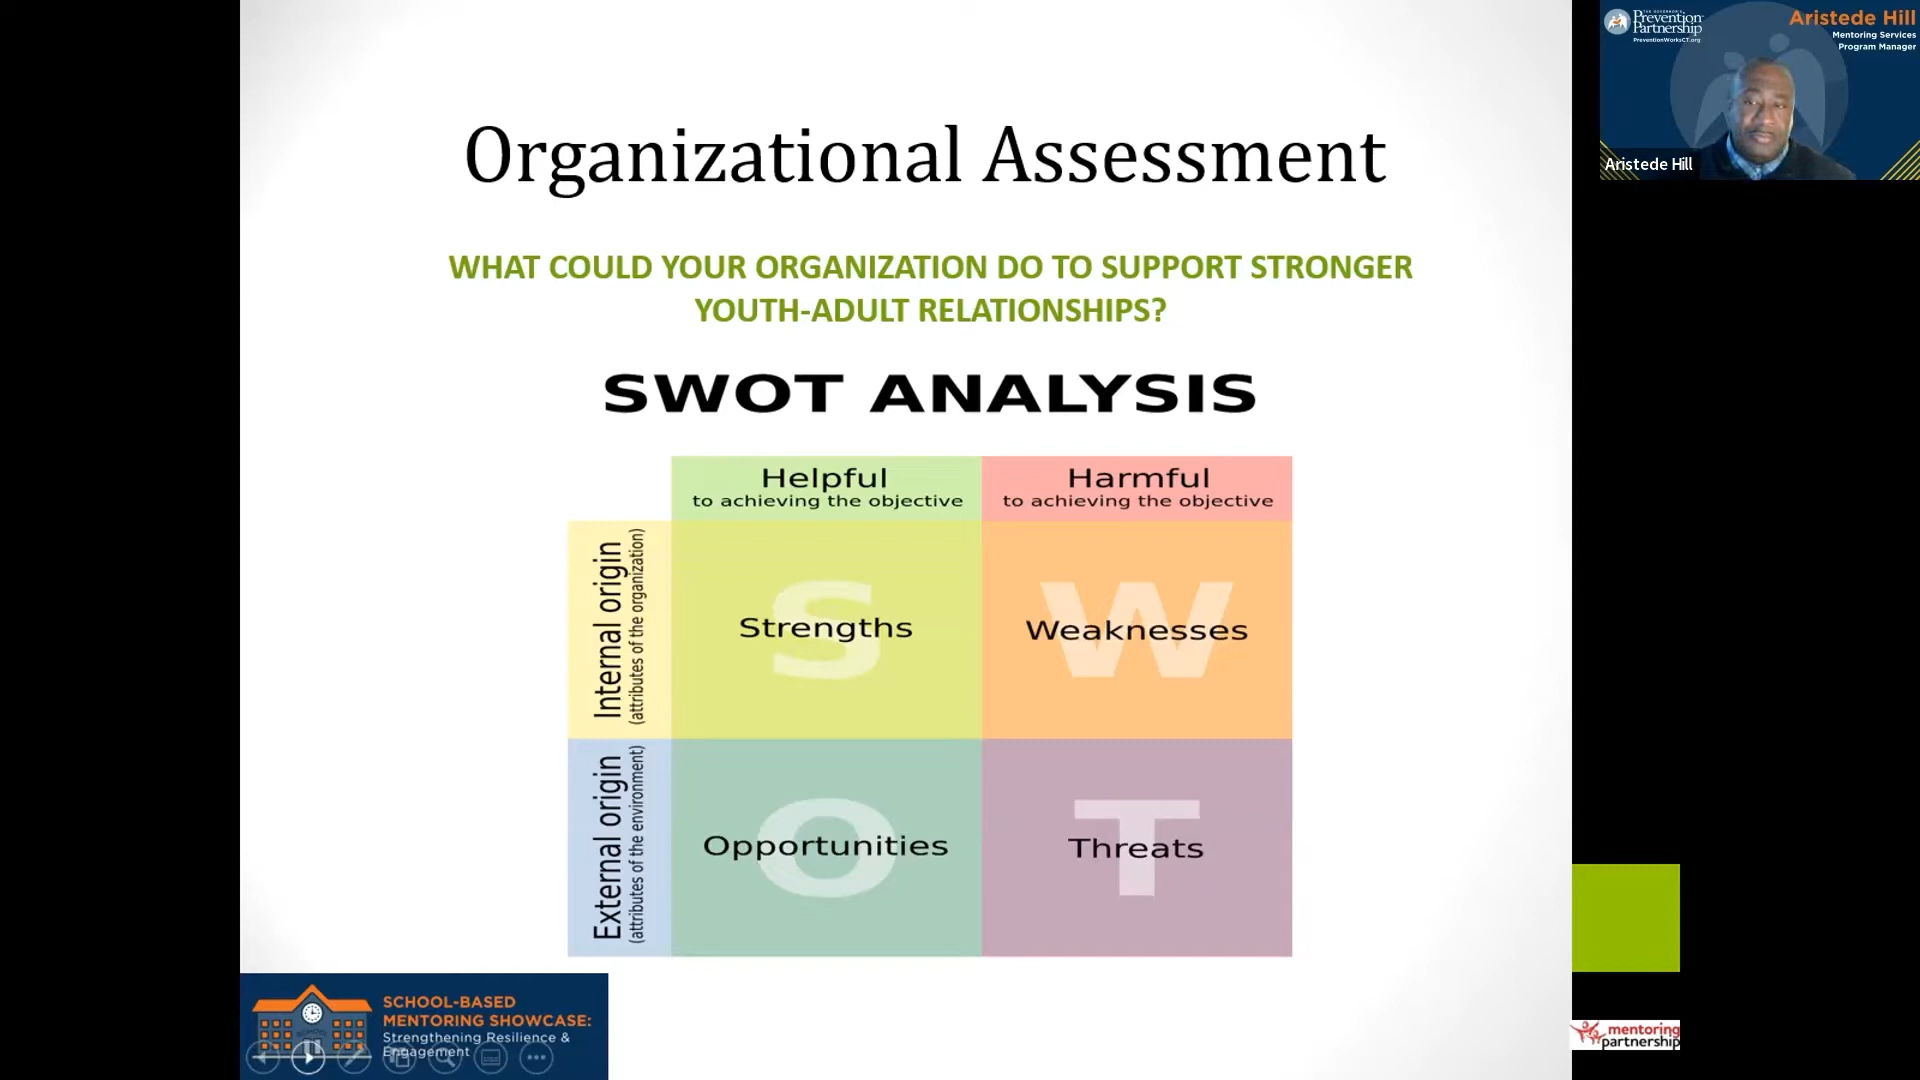 Organizational Assessment
WHAT COULD YOUR ORGANIZATION DO TO SUPPORT STRONGER
YOUTH-ADULT RELATIONSHIPS?
SWOT ANALYSIS
Helpful
to achieving the objective
Harmful
to achieving the objective
Internal origin
(attributes of the organization)
S
Strengths
W
Weaknesses
External origin
(attributes of the environment)
O
Opportunities
T
Threats
SCHOOL-BASED
MENTORING SHOWCASE:
Strengthening Resilience &
Engagement
THE GOVERNOR'S
Prevention
Partnership
PreventionWorksCT.org
Aristede Hill
Mentoring Services
Program Manager
Aristede Hill
mentoring
partnership